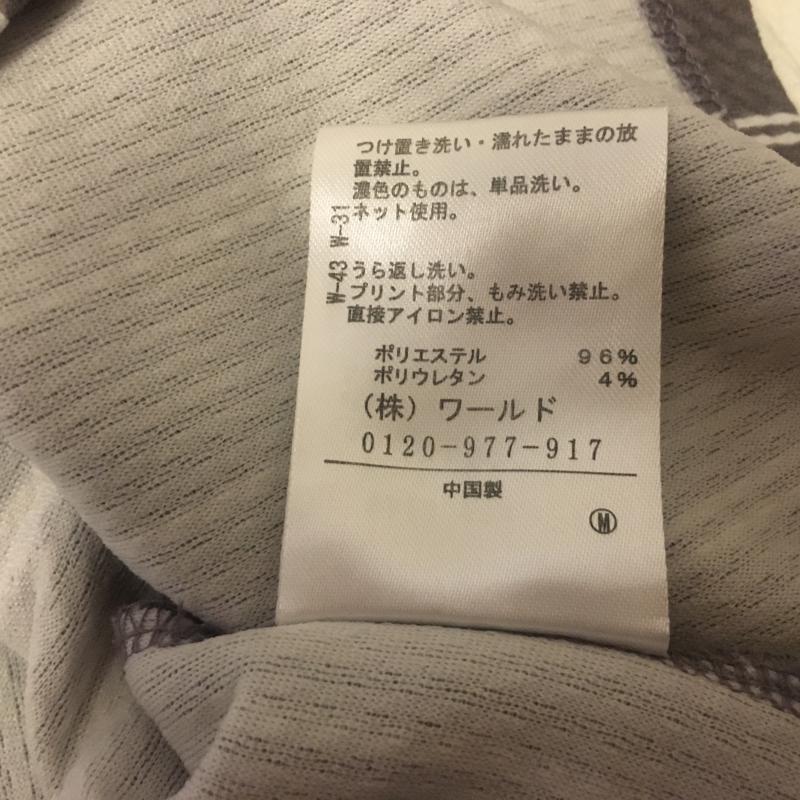 つけ置き洗い・濡れたままの放
置禁止。
濃色のものは、単品洗い。
ネット使用。
W-31
うら返し洗い。
プリント部分、もみ洗い禁止。
直接アイロン禁止。
W-43
ポリエステル 96%
ポリウレタン 4%
(株)ワールド
0120-977-917
中国製
Ⓜ